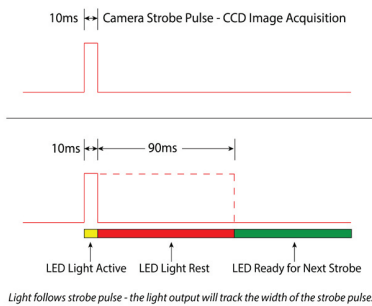 10ms Camera Strobe Pulse - CCD Image Acquisition
10ms 90ms
LED Light Active LED Light Rest LED Ready for Next Strobe
Light follows strobe pulse - the light output will track the width of the strobe pulse.